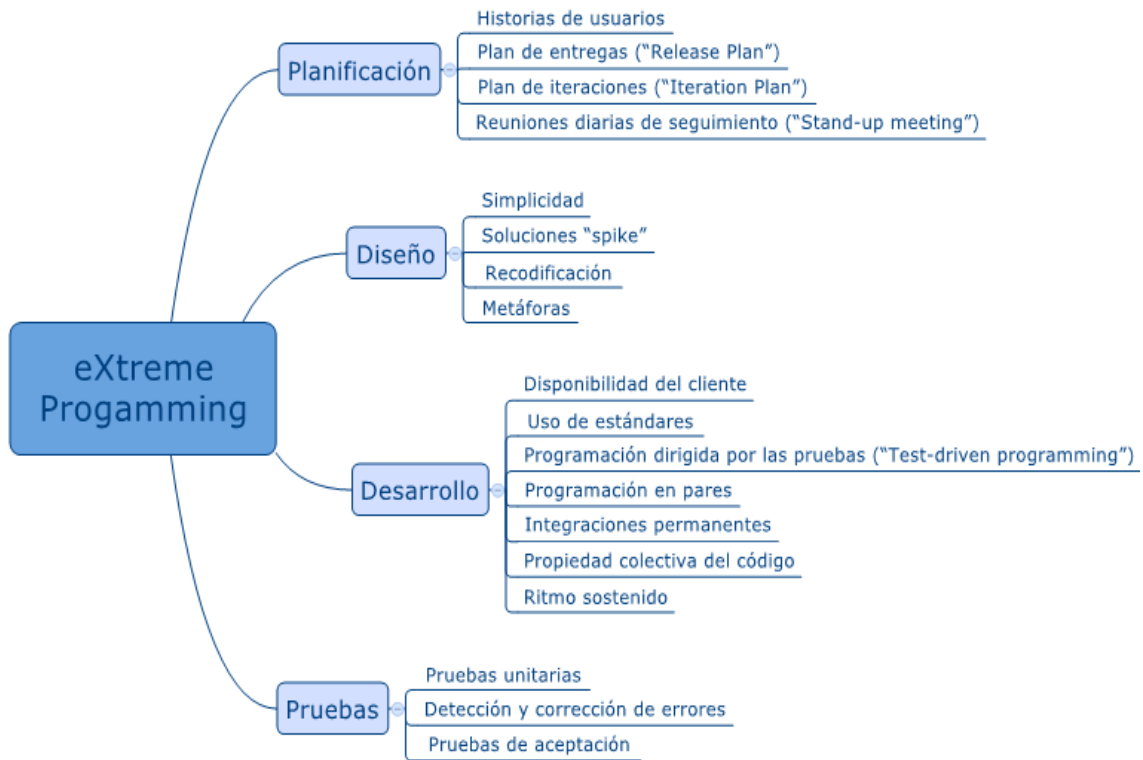 Historias de usuarios
Plan de entregas (“Release Plan”)
Planificación
Plan de iteraciones (“Iteration Plan”)
Reuniones diarias de seguimiento (“Stand-up meeting”)
Simplicidad
Soluciones “spike”
Diseño
Recodificación
Metáforas
eXtreme
Progamming
Disponibilidad del cliente
Uso de estándares
Programación dirigida por las pruebas (“Test-driven programming”)
Desarrollo
Programación en pares
Integraciones permanentes
Propiedad colectiva del código
Ritmo sostenido
Pruebas unitarias
Pruebas
Detección y corrección de errores
Pruebas de aceptación